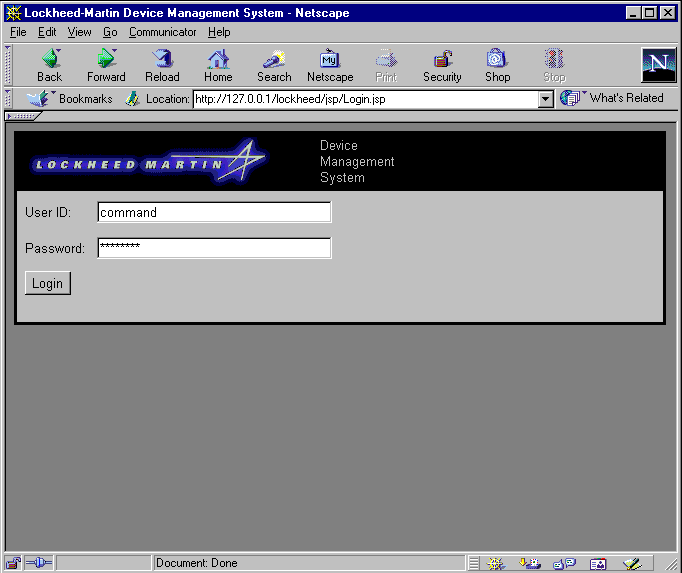 Lockheed-Martin Device Management System - Netscape
File Edit View Go Communicator Help
Back Forward Reload Home Search Netscape Print Security Shop Stop
My
N
Bookmarks Location: http://127.0.0.1/lockheed/jsp/Login.jsp What's Related
LOCKHEED MARTIN
Device
Management
System
User ID: command
Password: ********
Login
Document: Done